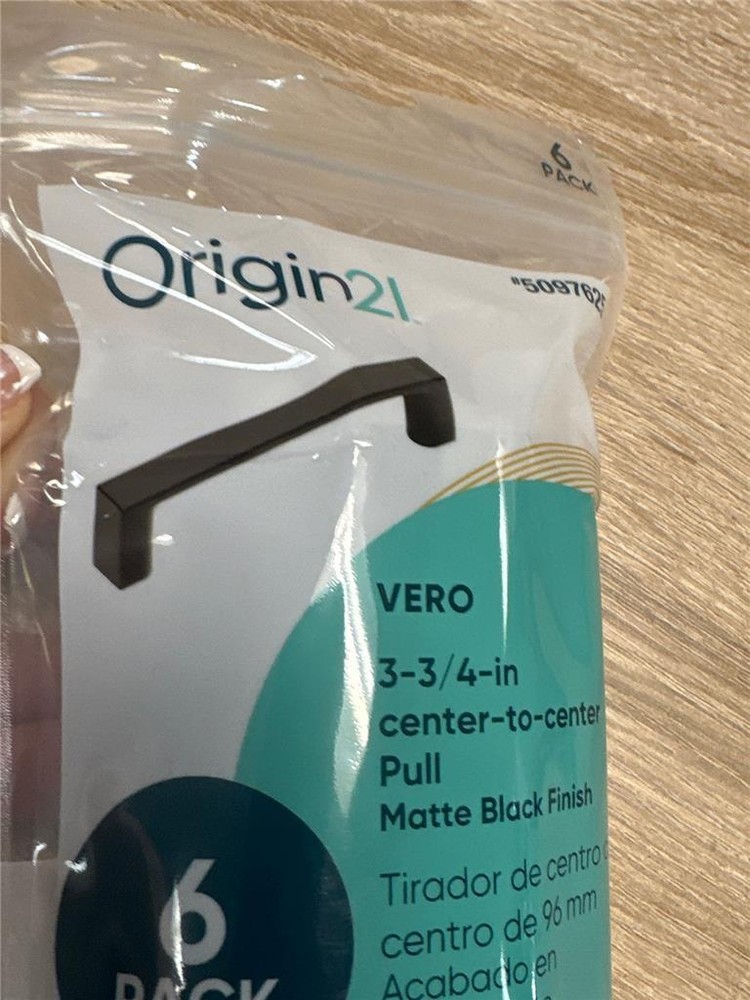 6
PACK
Origin21
VERO
3-3/4-in
center-to-center
Pull
Matte Black Finish
Tirador de centro
centro de 96 mm
Acabado en
6
PACK